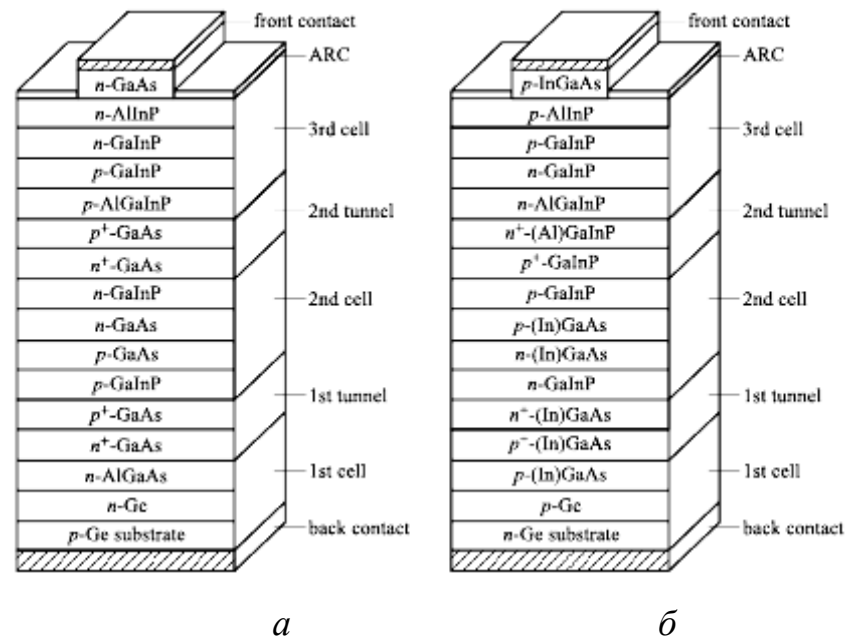 front contact
ARC
n-GaAs
n-AlInP
n-GaInP
p-GaInP
p-AlGaInP
p⁺-GaAs
n⁺-GaAs
n-GaInP
n-GaAs
p-GaAs
p-GaInP
p⁺-GaAs
n⁺-GaAs
n-AlGaAs
n-Ge
p-Ge substrate
3rd cell
2nd tunnel
2nd cell
1st tunnel
1st cell
back contact
а
front contact
ARC
p-InGaAs
p-AlInP
p-GaInP
n-GaInP
n-AlGaInP
n⁺-(Al)GaInP
p⁺-GaInP
p-GaInP
p-(In)GaAs
n-(In)GaAs
n-GaInP
n⁺-(In)GaAs
p⁺-(In)GaAs
p-(In)GaAs
p-Ge
n-Ge substrate
3rd cell
2nd tunnel
2nd cell
1st tunnel
1st cell
back contact
б